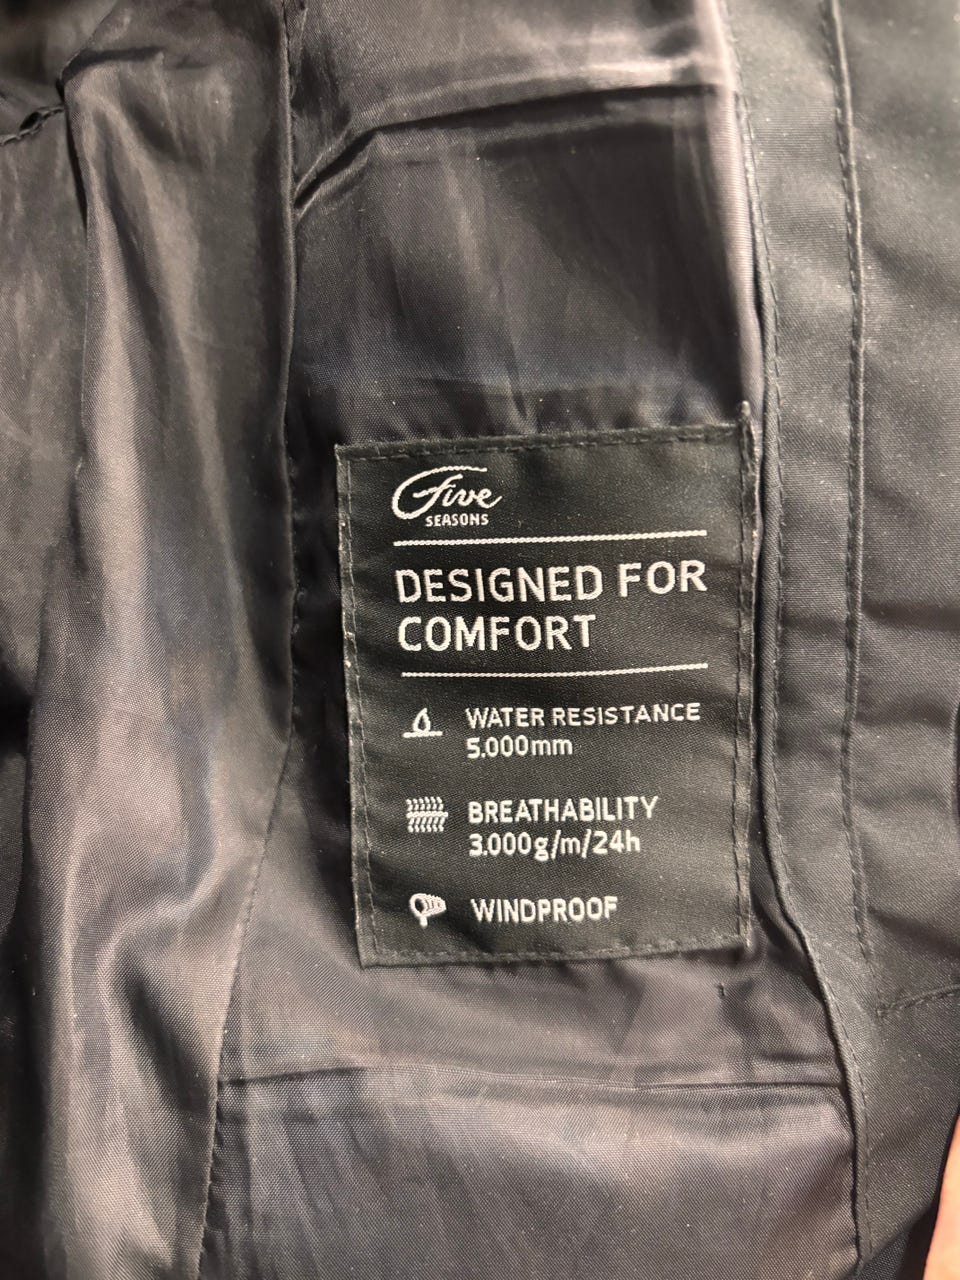 Five
SEASONS
DESIGNED FOR
COMFORT
WATER RESISTANCE
5.000mm
BREATHABILITY
3.000g/m/24h
WINDPROOF